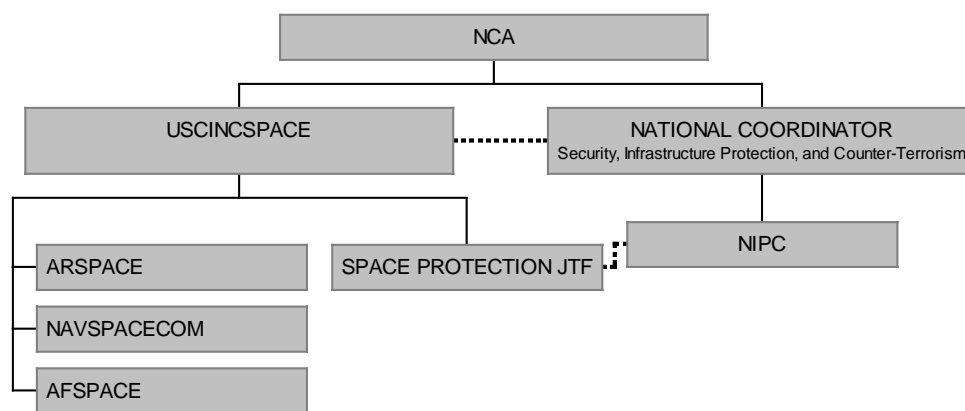 NCA
USCINCSPACE
NATIONAL COORDINATOR
Security, Infrastructure Protection, and Counter-Terrorism
NIPC
ARSPACE
SPACE PROTECTION JTF
NAVSPACECOM
AFSPACE